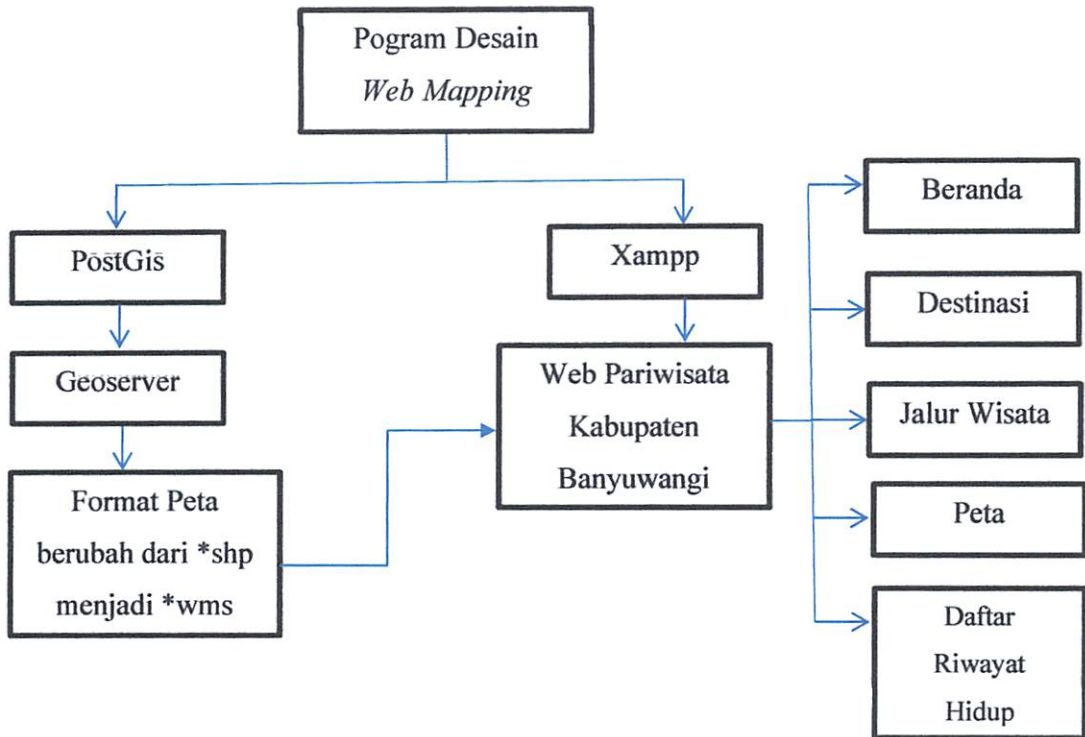 Pogram Desain
Web Mapping
PostGis
Xampp
Geoserver
Web Pariwisata
Kabupaten
Banyuwangi
Format Peta
berubah dari *shp
menjadi *wms
Beranda
Destinasi
Jalur Wisata
Peta
Daftar
Riwayat
Hidup